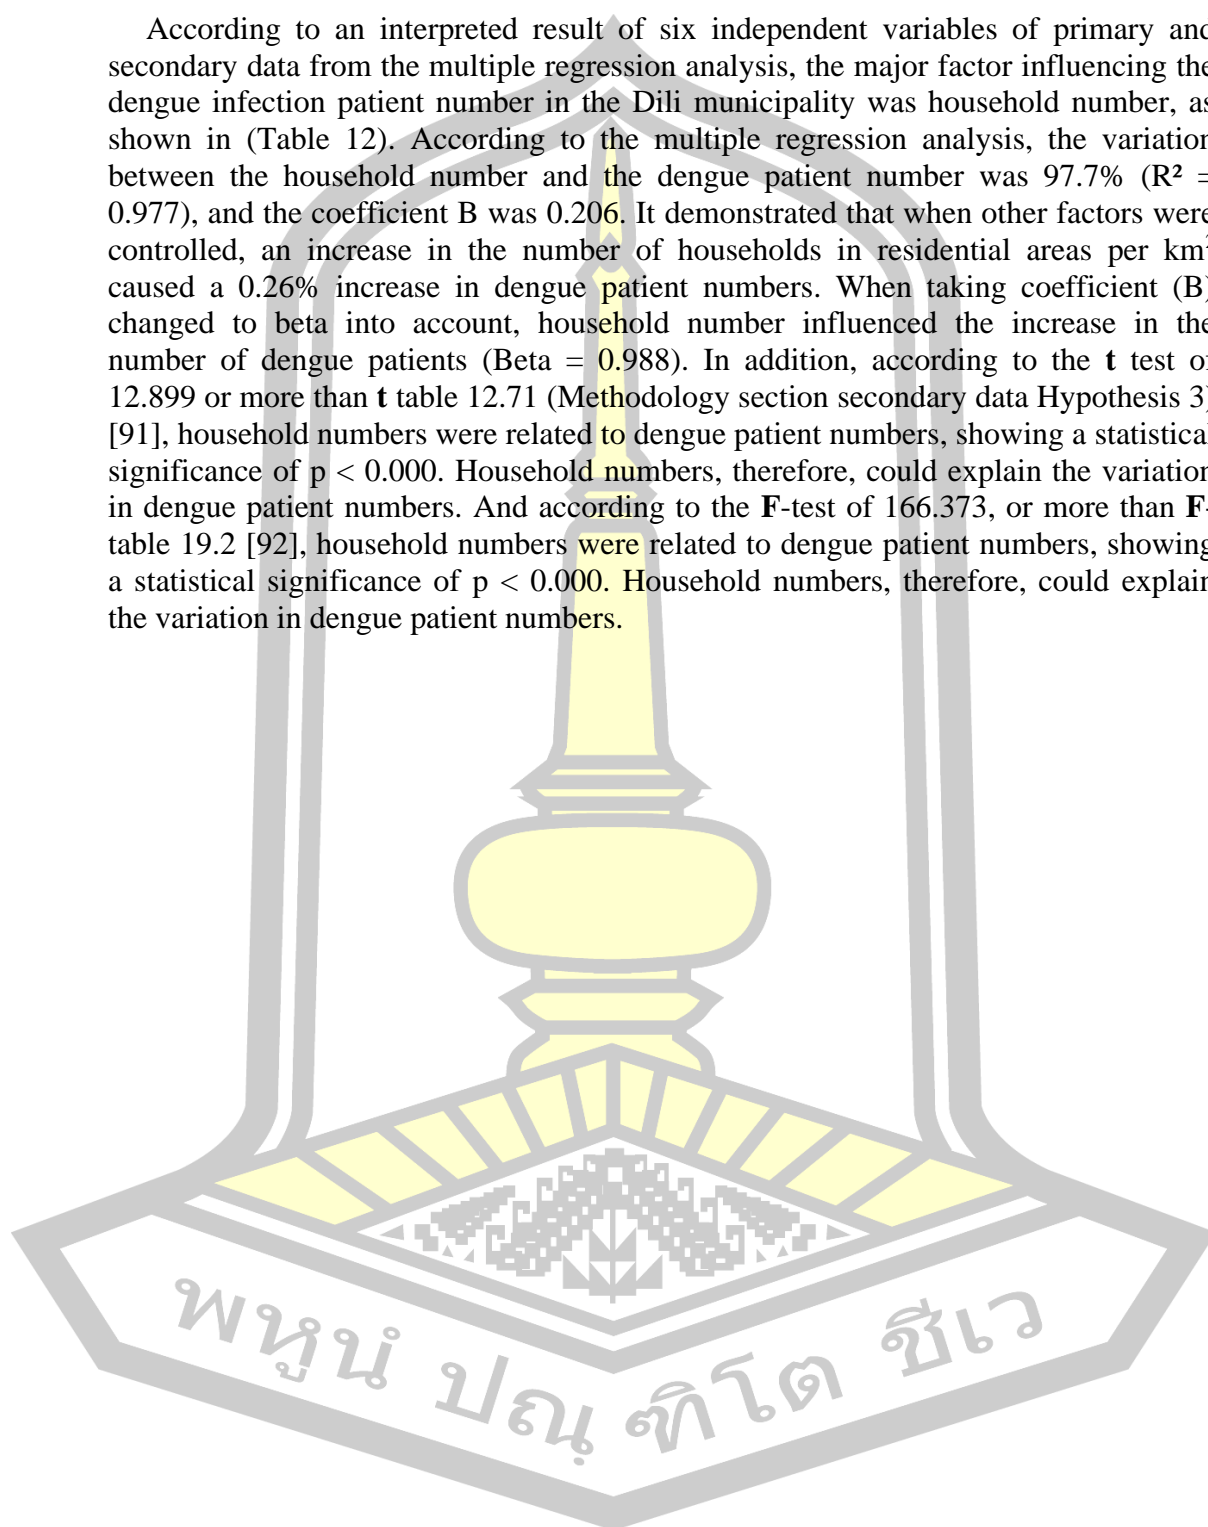 According to an interpreted result of six independent variables of primary and
secondary data from the multiple regression analysis, the major factor influencing the
dengue infection patient number in the Dili municipality was household number, as
shown in (Table 12). According to the multiple regression analysis, the variation
between the household number and the dengue patient number was 97.7% (R² =
0.977), and the coefficient B was 0.206. It demonstrated that when other factors were
controlled, an increase in the number of households in residential areas per km²
caused a 0.26% increase in dengue patient numbers. When taking coefficient (B)
changed to beta into account, household number influenced the increase in the
number of dengue patients (Beta = 0.988). In addition, according to the t test of
12.899 or more than t table 12.71 (Methodology section secondary data Hypothesis 3)
[91], household numbers were related to dengue patient numbers, showing a statistical
significance of p < 0.000. Household numbers, therefore, could explain the variation
in dengue patient numbers. And according to the F-test of 166.373, or more than F-
table 19.2 [92], household numbers were related to dengue patient numbers, showing
a statistical significance of p < 0.000. Household numbers, therefore, could explain
the variation in dengue patient numbers.
พหูนํ ปณฺฑิโต ชีเว